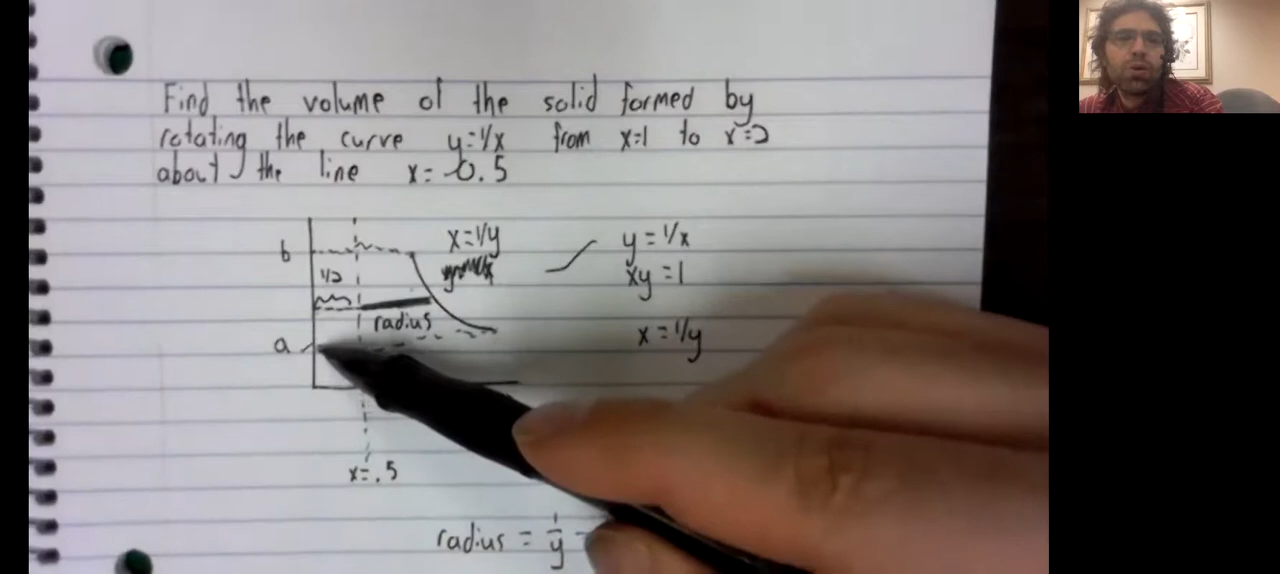 Find the volume of the solid formed by
rotating the curve y=1/x from x=1 to x=2
about the line x= 0.5
b
x=1/y
y = 1/x
1/2
xy = 1
radius
a
x = 1/y
x=.5
radius = 1/y -